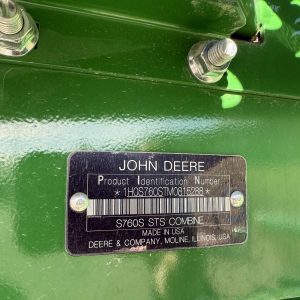 JOHN DEERE
Product Identification Number
*1H0S760STM0815288*
S760S STS COMBINE
MADE IN USA
DEERE & COMPANY, MOLINE, ILLINOIS, USA